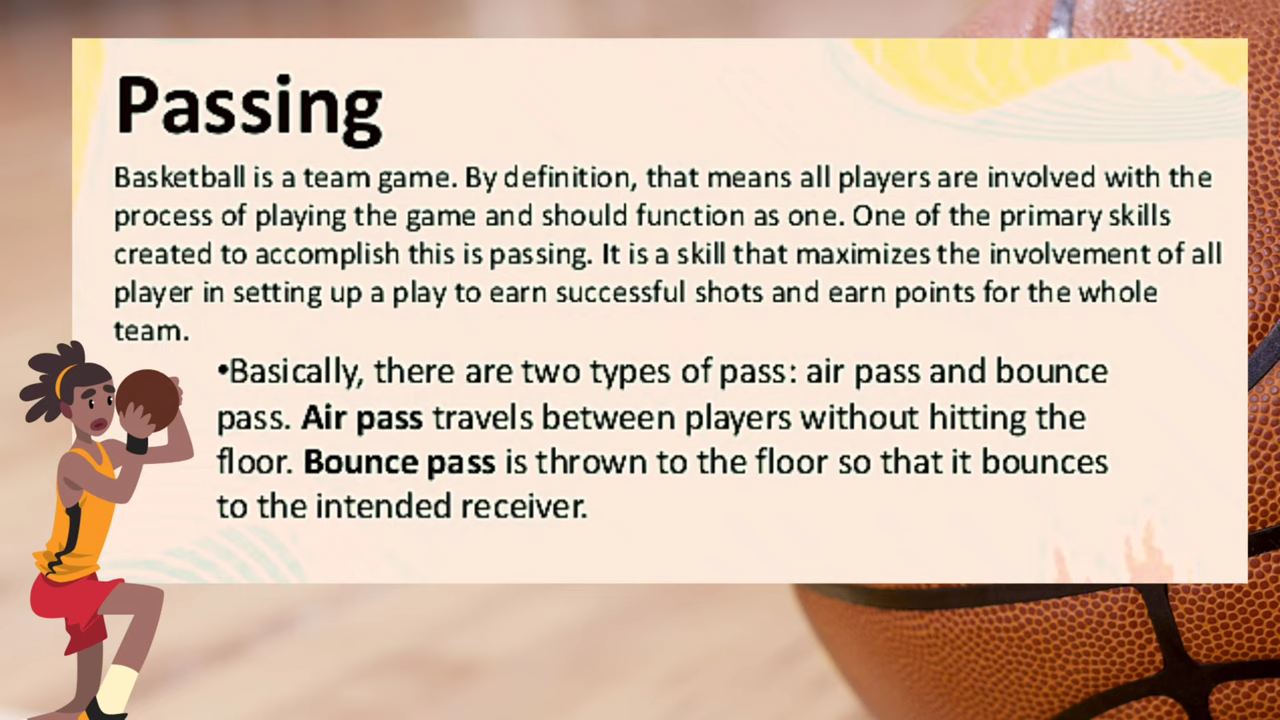 Passing
Basketball is a team game. By definition, that means all players are involved with the
process of playing the game and should function as one. One of the primary skills
created to accomplish this is passing. It is a skill that maximizes the involvement of all
player in setting up a play to earn successful shots and earn points for the whole
team.
•Basically, there are two types of pass: air pass and bounce
pass. Air pass travels between players without hitting the
floor. Bounce pass is thrown to the floor so that it bounces
to the intended receiver.